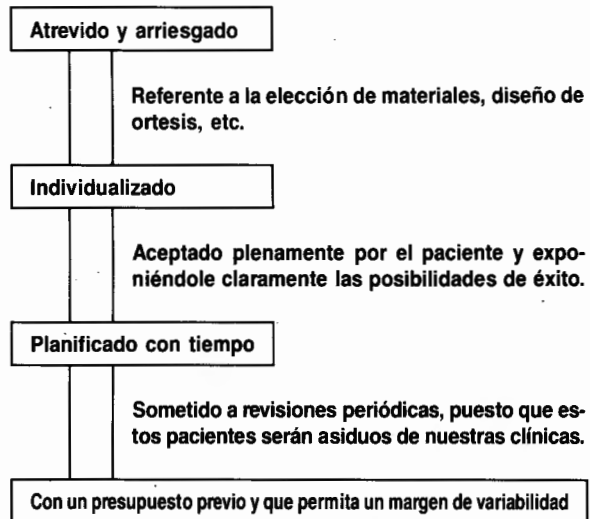 Atrevido y arriesgado
Referente a la elección de materiales, diseño de
ortesis, etc.
Individualizado
Aceptado plenamente por el paciente y expo-
niéndole claramente las posibilidades de éxito.
Planificado con tiempo
Sometido a revisiones periódicas, puesto que es-
tos pacientes serán asiduos de nuestras clínicas.
Con un presupuesto previo y que permita un margen de variabilidad